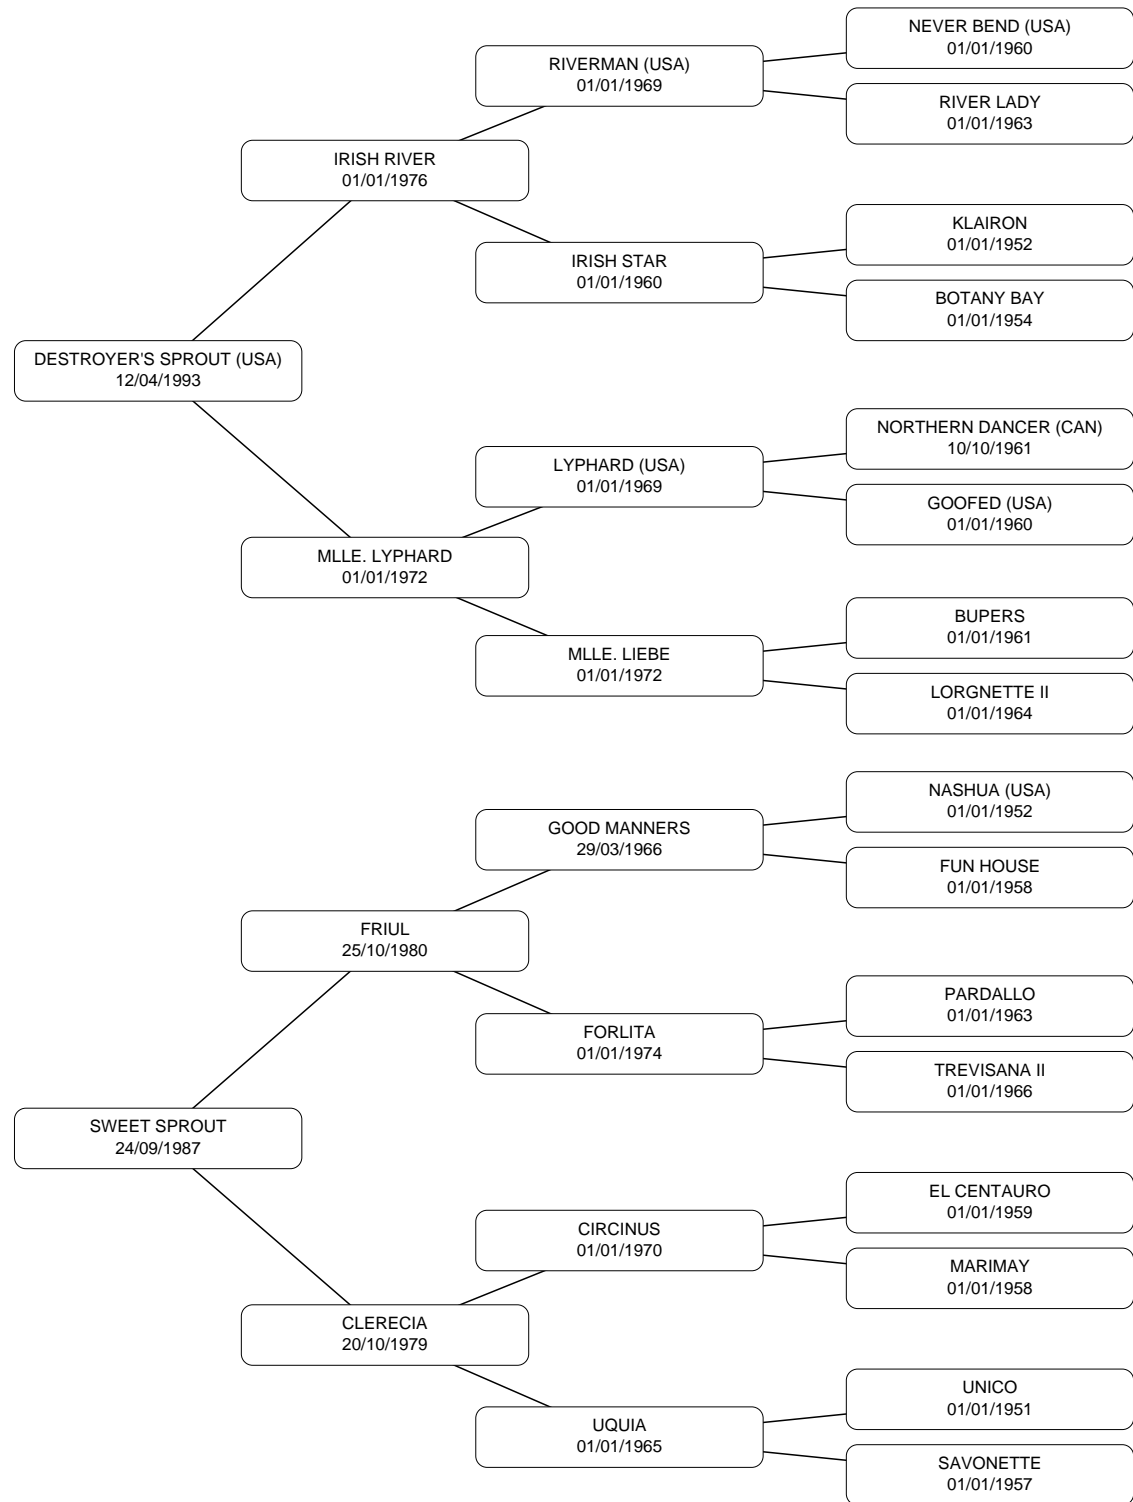 NEVER BEND (USA)
01/01/1960
RIVERMAN (USA)
01/01/1969
RIVER LADY
01/01/1963
IRISH RIVER
01/01/1976
KLAIRON
01/01/1952
IRISH STAR
01/01/1960
BOTANY BAY
01/01/1954
DESTROYER'S SPROUT (USA)
12/04/1993
NORTHERN DANCER (CAN)
10/10/1961
LYPHARD (USA)
01/01/1969
GOOFED (USA)
01/01/1960
MLLE. LYPHARD
01/01/1972
BUPERS
01/01/1961
MLLE. LIEBE
01/01/1972
LORGNETTE II
01/01/1964
NASHUA (USA)
01/01/1952
GOOD MANNERS
29/03/1966
FUN HOUSE
01/01/1958
FRIUL
25/10/1980
PARDALLO
01/01/1963
FORLITA
01/01/1974
TREVISANA II
01/01/1966
SWEET SPROUT
24/09/1987
EL CENTAURO
01/01/1959
CIRCINUS
01/01/1970
MARIMAY
01/01/1958
CLERECIA
20/10/1979
UNICO
01/01/1951
UQUIA
01/01/1965
SAVONETTE
01/01/1957